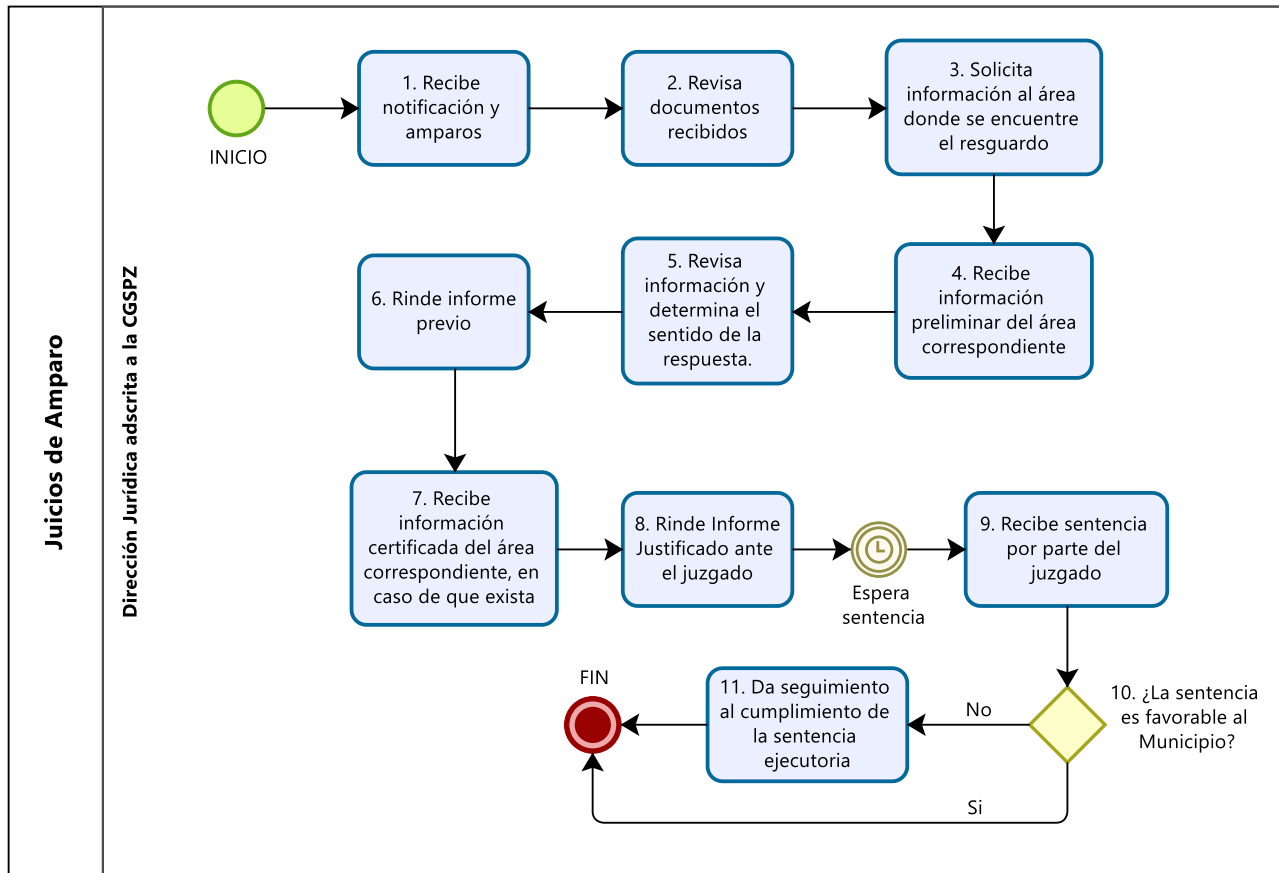 Juicios de Amparo
Dirección Jurídica adscrita a la CGSPZ
INICIO
1. Recibe
notificación y
amparos
2. Revisa
documentos
recibidos
3. Solicita
información al área
donde se encuentre
el resguardo
4. Recibe
información
preliminar del área
correspondiente
5. Revisa
información y
determina el
sentido de la
respuesta.
6. Rinde informe
previo
7. Recibe
información
certificada del área
correspondiente, en
caso de que exista
8. Rinde Informe
Justificado ante
el juzgado
Espera
sentencia
9. Recibe sentencia
por parte del
juzgado
10. ¿La sentencia
es favorable al
Municipio?
No
11. Da seguimiento
al cumplimiento de
la sentencia
ejecutoria
Si
FIN